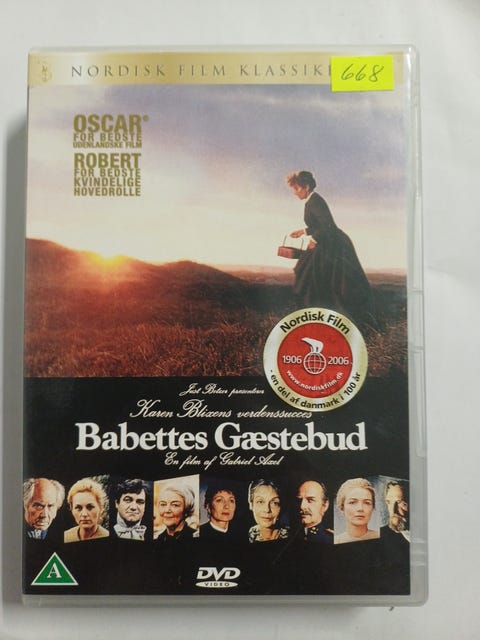 NORDISK FILM KLASSIKE
668
OSCAR®
FOR BEDSTE
UDENLANDSKE FILM
ROBERT
FOR BEDSTE
KVINDELIGE
HOVEDROLLE
Nordisk Film
1906 2006
www.nordiskfilm.dk
- en del af danmark i 100 år
Just Betzer præsenterer
Karen Blixens verdenssucces
Babettes Gæstebud
En film af Gabriel Axel
A
DVD
VIDEO